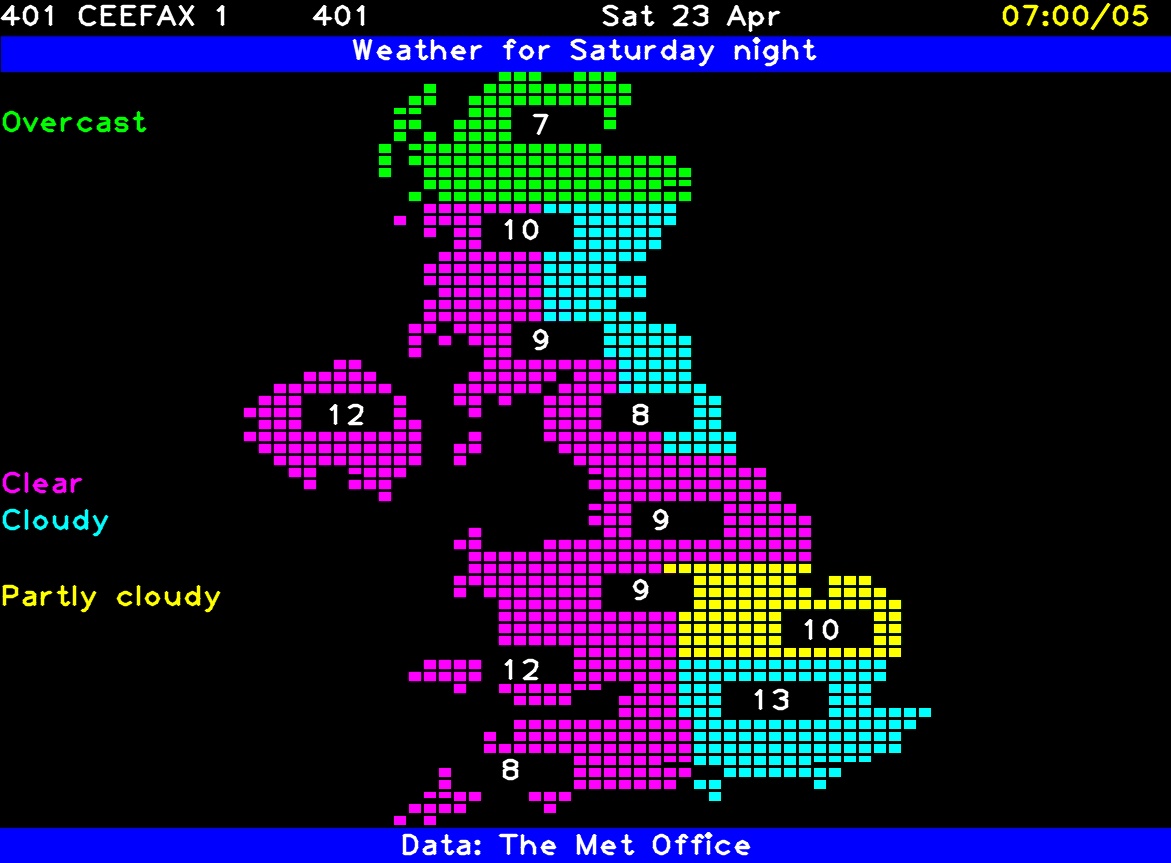 401 CEEFAX 1 401 Sat 23 Apr 07:00/05
Weather for Saturday night
Overcast
7
10
9
12
8
Clear
Cloudy
9
Partly cloudy
9
10
12
13
8
Data: The Met Office